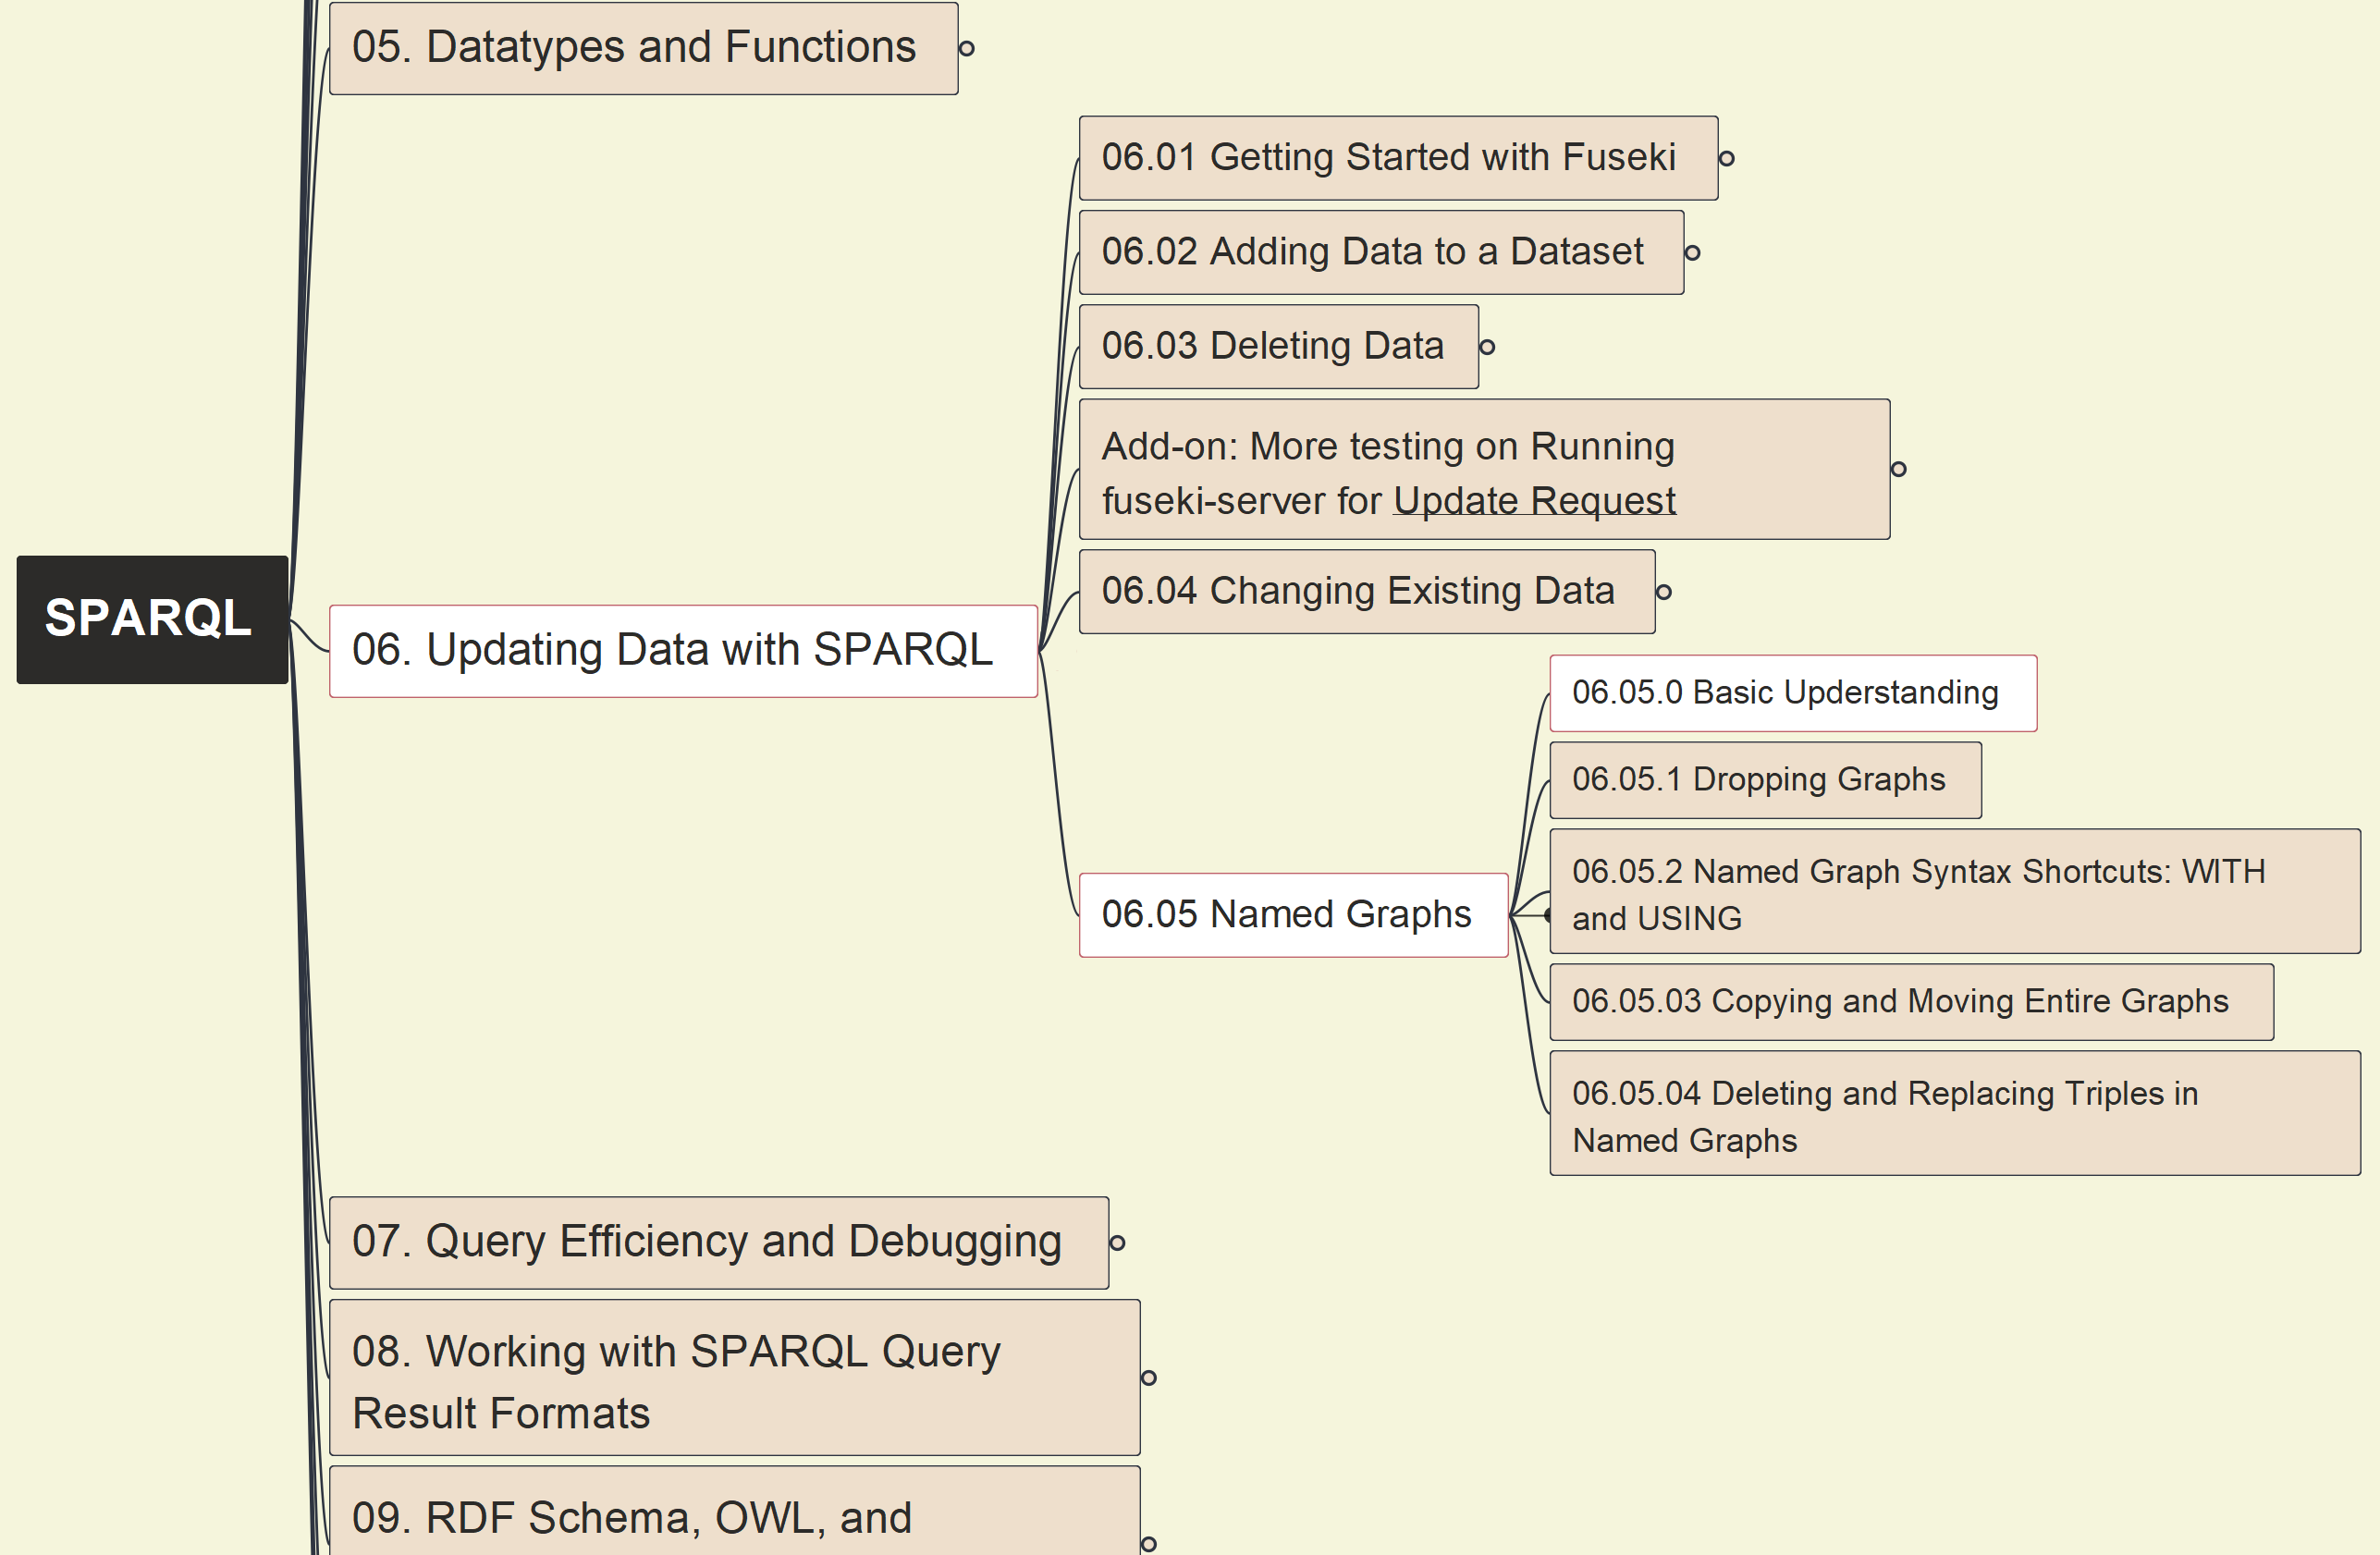 05. Datatypes and Functions
06.01 Getting Started with Fuseki
06.02 Adding Data to a Dataset
06.03 Deleting Data
Add-on: More testing on Running
fuseki-server for Update Request
06.04 Changing Existing Data
SPARQL
06. Updating Data with SPARQL
06.05.0 Basic Upderstanding
06.05.1 Dropping Graphs
06.05.2 Named Graph Syntax Shortcuts: WITH
and USING
06.05 Named Graphs
06.05.03 Copying and Moving Entire Graphs
06.05.04 Deleting and Replacing Triples in
Named Graphs
07. Query Efficiency and Debugging
08. Working with SPARQL Query
Result Formats
09. RDF Schema, OWL, and